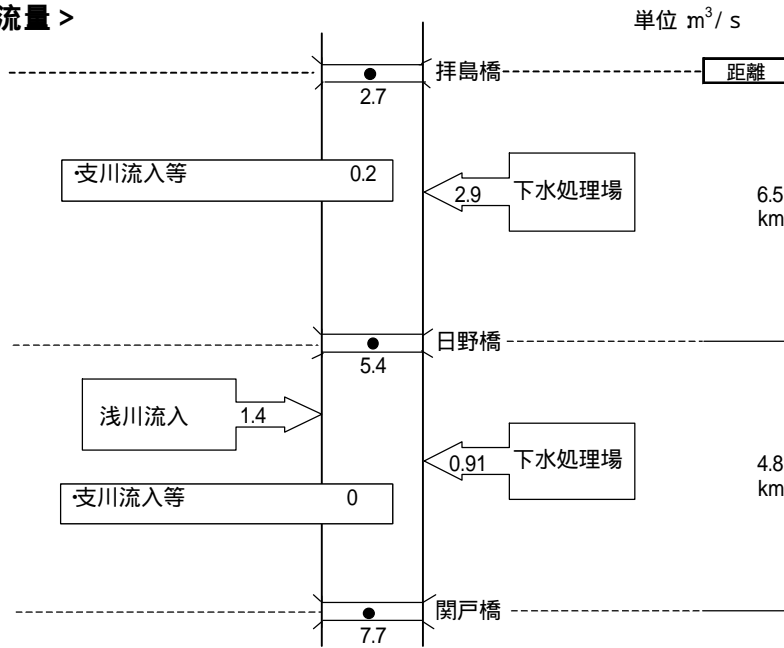 流量 >
単位 m³/ s
拝島橋
距離
2.7
・支川流入等 0.2
2.9 下水処理場
6.5
km
日野橋
5.4
浅川流入 1.4
0.91 下水処理場
4.8
km
・支川流入等 0
関戸橋
7.7